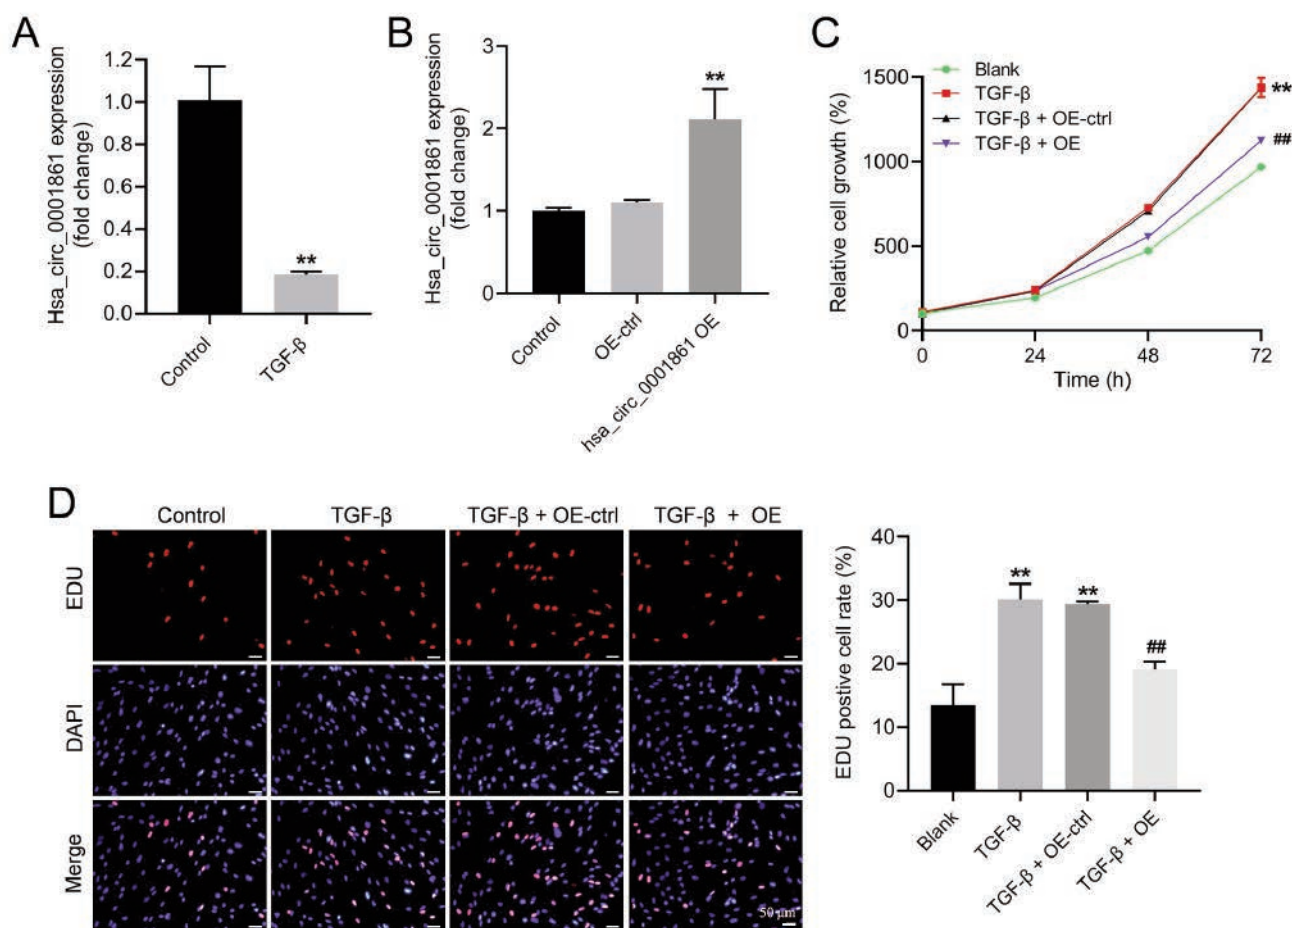 A
Hsa_circ_0001861 expression
(fold change)
1.2
1.0
0.8
0.6
0.4
0.2
0.0
**
Control
TGF-β
B
Hsa_circ_0001861 expression
(fold change)
3
2
1
0
**
Control
OE-ctrl
hsa_circ_0001861 OE
C
Relative cell growth (%)
1500
1000
500
0
Blank
TGF-β
TGF-β + OE-ctrl
TGF-β + OE
**
##
0 24 48 72
Time (h)
D
Control TGF-β TGF-β + OE-ctrl TGF-β + OE
EDU
DAPI
Merge
50 μm
EDU postive cell rate (%)
40
30
20
10
0
**
**
##
Blank
TGF-β
TGF-β + OE-ctrl
TGF-β + OE